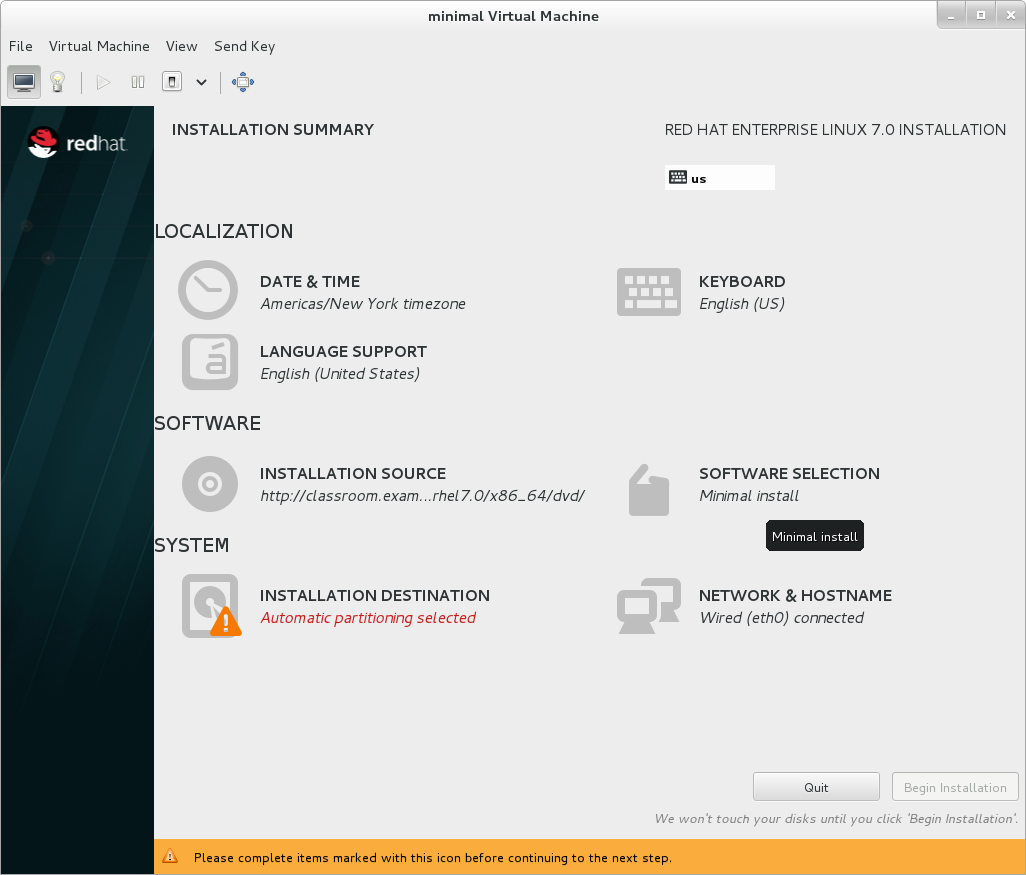 minimal Virtual Machine
File Virtual Machine View Send Key
redhat.
INSTALLATION SUMMARY
RED HAT ENTERPRISE LINUX 7.0 INSTALLATION
us
LOCALIZATION
DATE & TIME
Americas/New York timezone
KEYBOARD
English (US)
á
LANGUAGE SUPPORT
English (United States)
SOFTWARE
INSTALLATION SOURCE
http://classroom.exam...rhel7.0/x86_64/dvd/
SOFTWARE SELECTION
Minimal install
Minimal install
SYSTEM
INSTALLATION DESTINATION
Automatic partitioning selected
NETWORK & HOSTNAME
Wired (eth0) connected
Quit
Begin Installation
We won't touch your disks until you click 'Begin Installation'.
Please complete items marked with this icon before continuing to the next step.